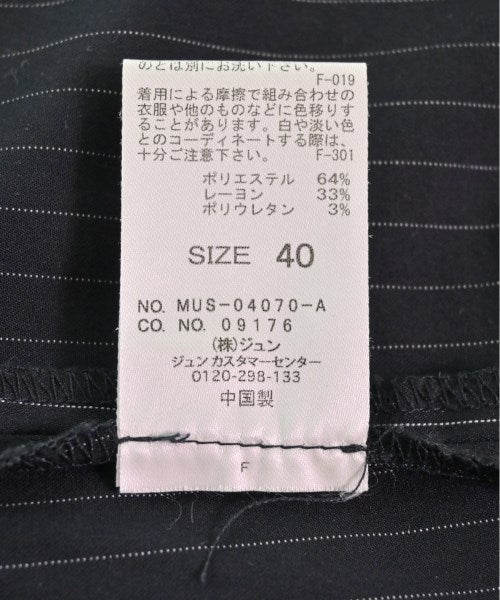 のとは別にお洗い下さい。
F-019
着用による摩擦で組み合わせの
衣服や他のものなどに色移りす
ることがあります。白や淡い色
とのコーディネートする際は、
十分ご注意下さい。 F-301
ポリエステル 64%
レーヨン 33%
ポリウレタン 3%
SIZE 40
NO. MUS-04070-A
CO. NO. 09176
(株)ジュン
ジュンカスタマーセンター
0120-298-133
中国製
F